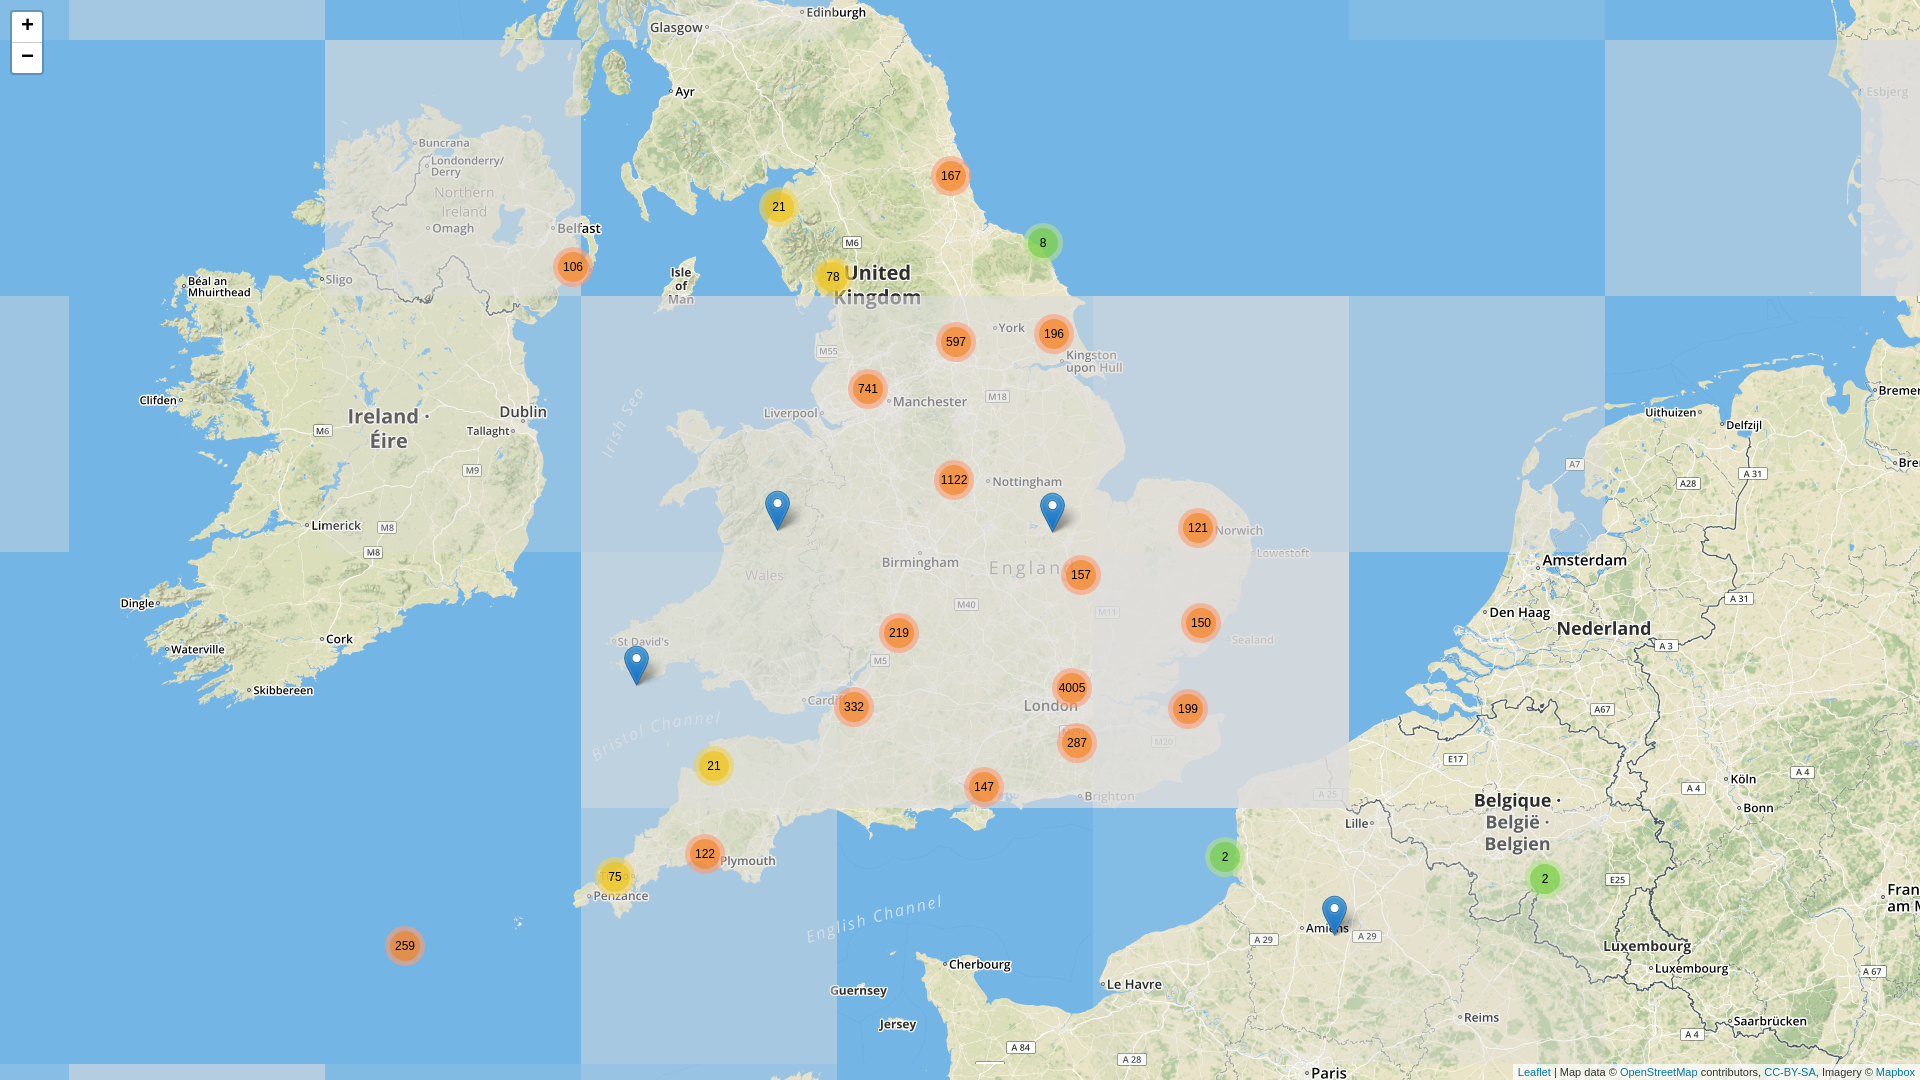 +
−
Edinburgh
Glasgow
Ayr
Esbjerg
Buncrana
Londonderry/
Derry
Northern
Ireland
Omagh
Belfast
167
21
8
M6
106
78
United
Kingdom
Isle
of
Man
Sligo
Béal an
Mhuirthead
York
196
597
M55
Kingston
upon Hull
741
Manchester
M18
Liverpool
Irish Sea
Clifden
Ireland ·
Éire
Dublin
Tallaght
M6
M9
Limerick
M8
M8
Dingle
Waterville
Cork
Skibbereen
1122
Nottingham
121
Norwich
Lowestoft
Birmingham
Wales
Englan
157
M40
M11
150
Sealand
219
St David's
M5
4005
London
199
Cardiff
332
Bristol Channel
287
M20
21
147
Brighton
A 25
122
Plymouth
75
Penzance
259
English Channel
2
Lille
Bremer
Uithuizen
Delfzijl
A7
A28
A 31
Bre
Amsterdam
A 31
Den Haag
Nederland
A 3
A67
E17
Köln
A 4
A 4
Bonn
Belgique ·
België ·
Belgien
2
E25
Fran
am M
Amiens
A 29
A 29
Luxembourg
Luxembourg
A 67
Cherbourg
Le Havre
Guernsey
Jersey
Reims
Saarbrücken
A 4
A 84
A 28
Paris
Leaflet | Map data © OpenStreetMap contributors, CC-BY-SA, Imagery © Mapbox